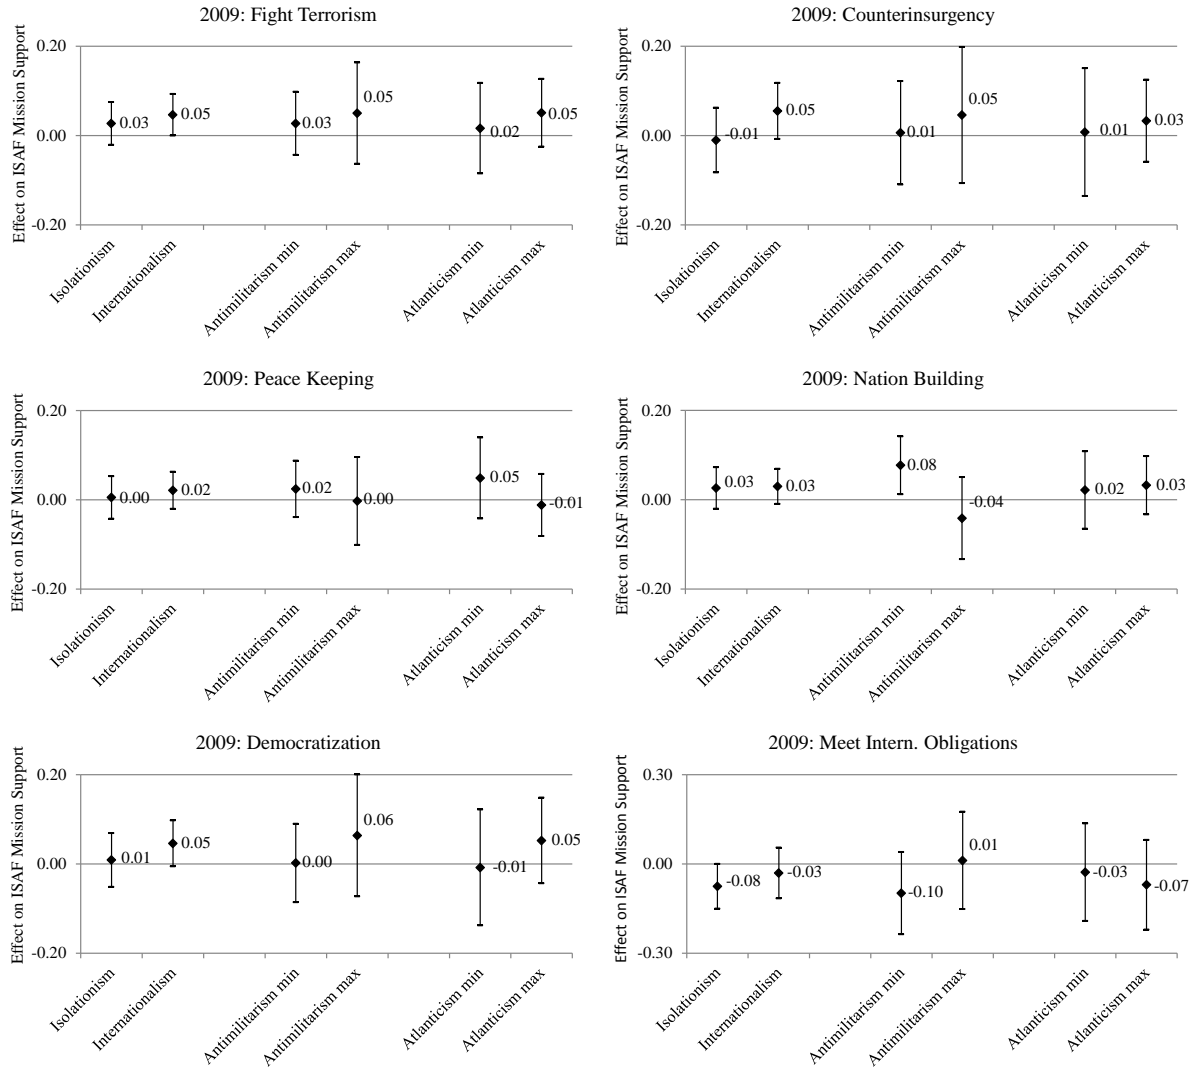 2009: Fight Terrorism
Effect on ISAF Mission Support
0.20
0.00
-0.20
0.03
0.05
0.03
0.05
0.02
0.05
Isolationism
Internationalism
Antimilitarism min
Antimilitarism max
Atlanticism min
Atlanticism max
2009: Counterinsurgency
Effect on ISAF Mission Support
0.20
0.00
-0.20
-0.01
0.05
0.01
0.05
0.01
0.03
Isolationism
Internationalism
Antimilitarism min
Antimilitarism max
Atlanticism min
Atlanticism max
2009: Peace Keeping
Effect on ISAF Mission Support
0.20
0.00
-0.20
0.00
0.02
0.02
0.00
0.05
-0.01
Isolationism
Internationalism
Antimilitarism min
Antimilitarism max
Atlanticism min
Atlanticism max
2009: Nation Building
Effect on ISAF Mission Support
0.20
0.00
-0.20
0.03
0.03
0.08
-0.04
0.02
0.03
Isolationism
Internationalism
Antimilitarism min
Antimilitarism max
Atlanticism min
Atlanticism max
2009: Democratization
Effect on ISAF Mission Support
0.20
0.00
-0.20
0.01
0.05
0.00
0.06
-0.01
0.05
Isolationism
Internationalism
Antimilitarism min
Antimilitarism max
Atlanticism min
Atlanticism max
2009: Meet Intern. Obligations
Effect on ISAF Mission Support
0.30
0.00
-0.30
-0.08
-0.03
-0.10
0.01
-0.03
-0.07
Isolationism
Internationalism
Antimilitarism min
Antimilitarism max
Atlanticism min
Atlanticism max